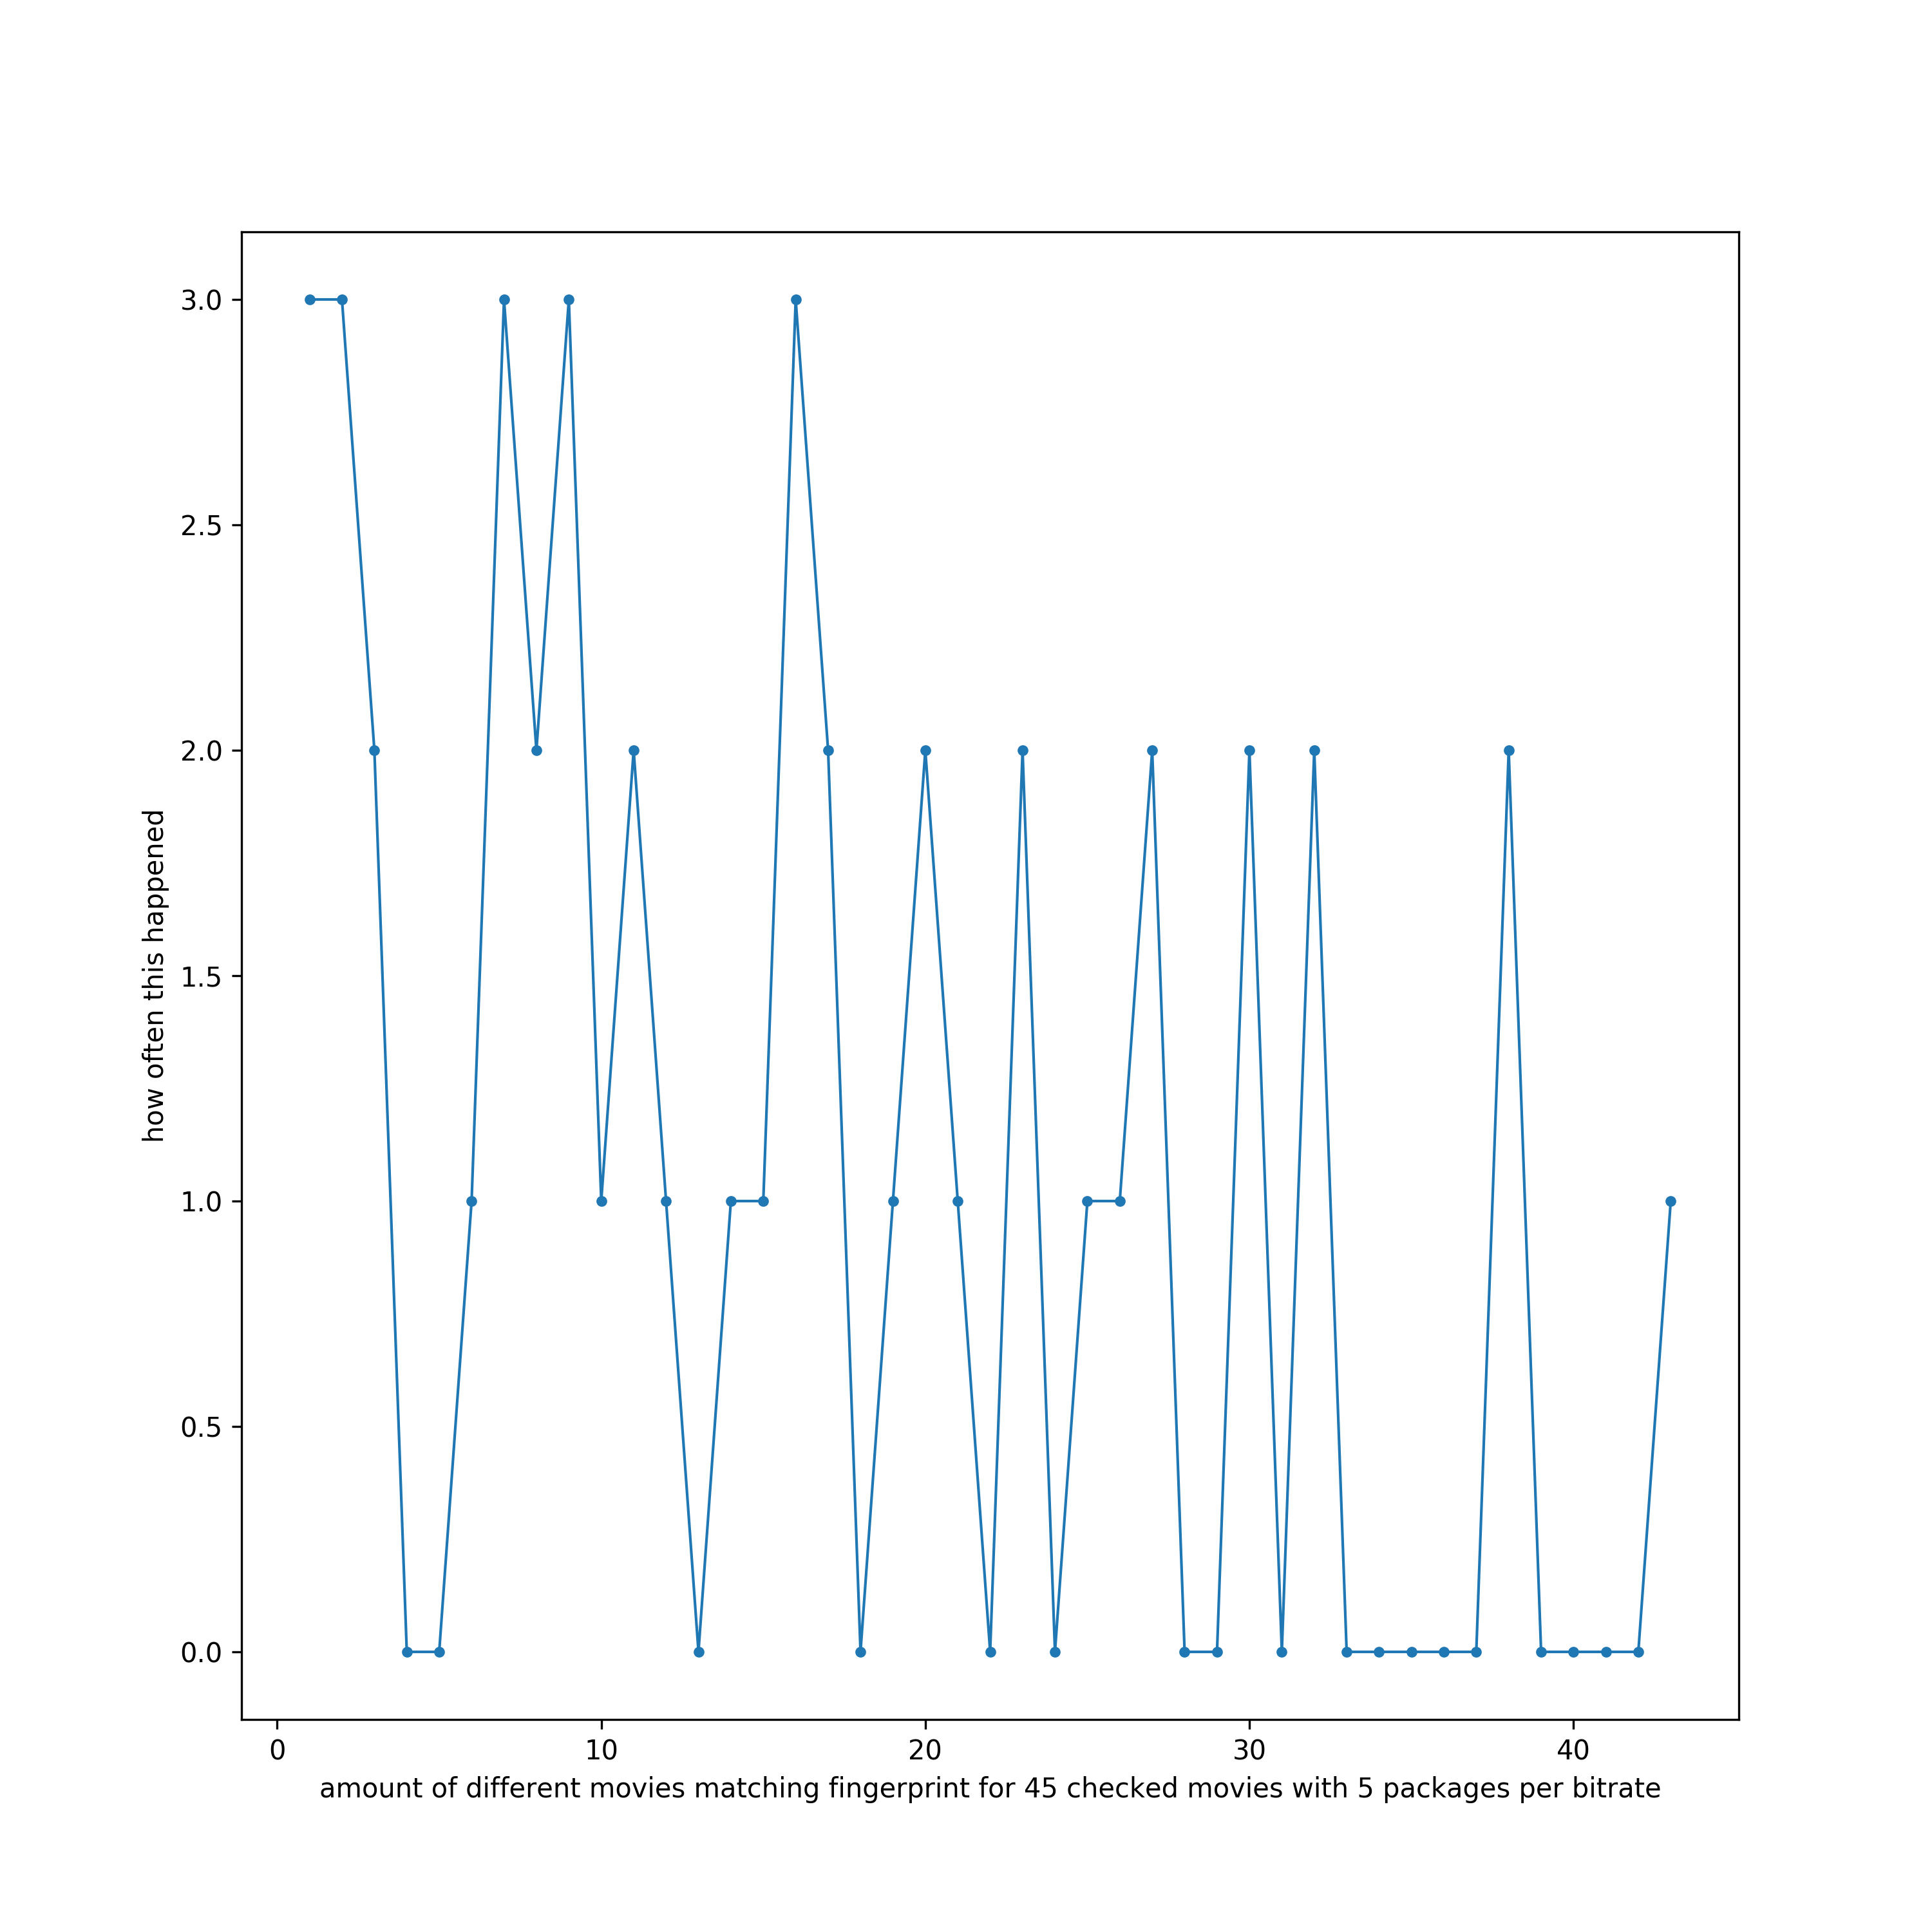 3.0
2.5
2.0
1.5
1.0
0.5
0.0
how often this happened
0 10 20 30 40
amount of different movies matching fingerprint for 45 checked movies with 5 packages per bitrate